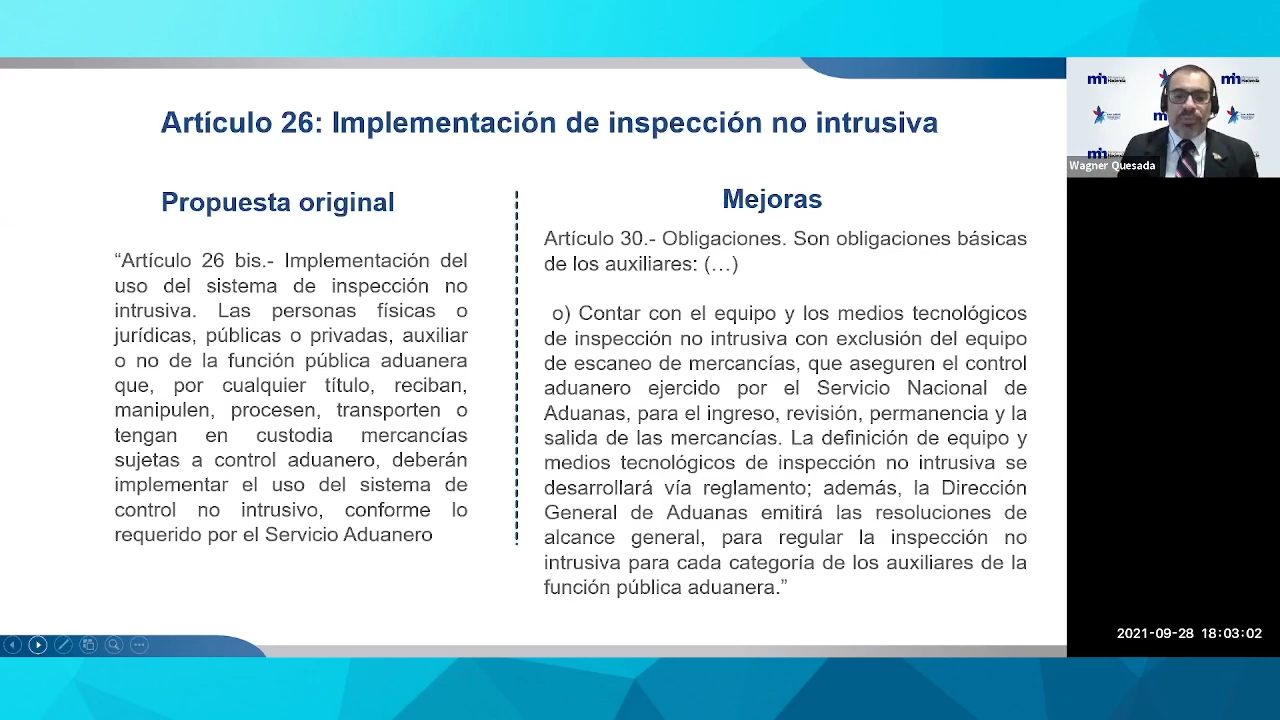 Artículo 26: Implementación de inspección no intrusiva
Propuesta original
“Artículo 26 bis.- Implementación del
uso del sistema de inspección no
intrusiva. Las personas físicas o
jurídicas, públicas o privadas, auxiliar
o no de la función pública aduanera
que, por cualquier título, reciban,
manipulen, procesen, transporten o
tengan en custodia mercancías
sujetas a control aduanero, deberán
implementar el uso del sistema de
control no intrusivo, conforme lo
requerido por el Servicio Aduanero
Mejoras
Artículo 30.- Obligaciones. Son obligaciones básicas
de los auxiliares: (…)
o) Contar con el equipo y los medios tecnológicos
de inspección no intrusiva con exclusión del equipo
de escaneo de mercancías, que aseguren el control
aduanero ejercido por el Servicio Nacional de
Aduanas, para el ingreso, revisión, permanencia y la
salida de las mercancías. La definición de equipo y
medios tecnológicos de inspección no intrusiva se
desarrollará vía reglamento; además, la Dirección
General de Aduanas emitirá las resoluciones de
alcance general, para regular la inspección no
intrusiva para cada categoría de los auxiliares de la
función pública aduanera.”
Wagner Quesada
2021-09-28 18:03:02